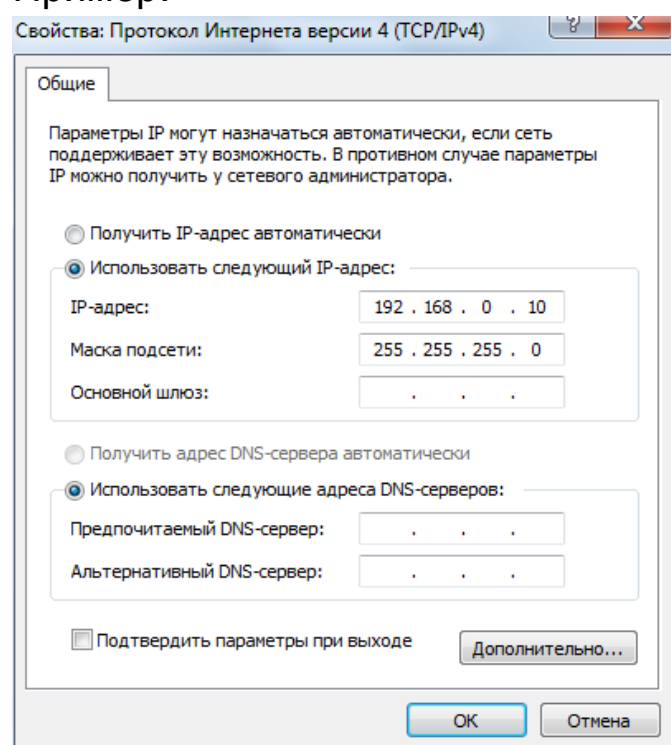 Пример:
Свойства: Протокол Интернета версии 4 (TCP/IPv4)
Общие
Параметры IP могут назначаться автоматически, если сеть
поддерживает эту возможность. В противном случае параметры
IP можно получить у сетевого администратора.
Получить IP-адрес автоматически
Использовать следующий IP-адрес:
IP-адрес: 192 . 168 . 0 . 10
Маска подсети: 255 . 255 . 255 . 0
Основной шлюз: . . .
Получить адрес DNS-сервера автоматически
Использовать следующие адреса DNS-серверов:
Предпочитаемый DNS-сервер: . . .
Альтернативный DNS-сервер: . . .
Подтвердить параметры при выходе
Дополнительно...
ОК Отмена